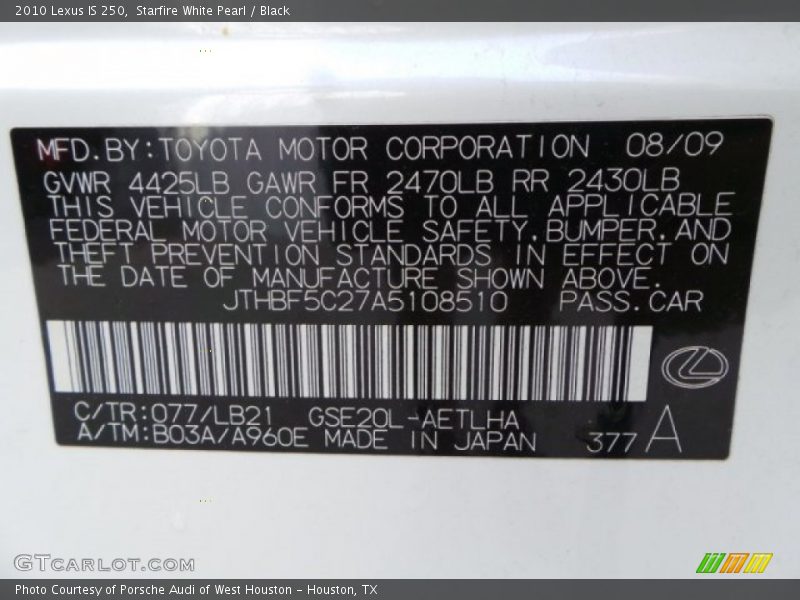 2010 Lexus IS 250,  Starfire White Pearl / Black
MFD.BY:TOYOTA MOTOR CORPORATION 08/09
GVWR 4425LB GAWR FR 2470LB RR 2430LB
THIS VEHICLE CONFORMS TO ALL APPLICABLE
FEDERAL MOTOR VEHICLE SAFETY,BUMPER,AND
THEFT PREVENTION STANDARDS IN EFFECT ON
THE DATE OF MANUFACTURE SHOWN ABOVE.
JTHBF5C27A5108510 PASS.CAR
C/TR:077/LB21 GSE20L-AETLHA
A/TM:B03A/A960E MADE IN JAPAN 377 A
GTCARLOT.COM
Photo Courtesy of Porsche Audi of West Houston - Houston, TX